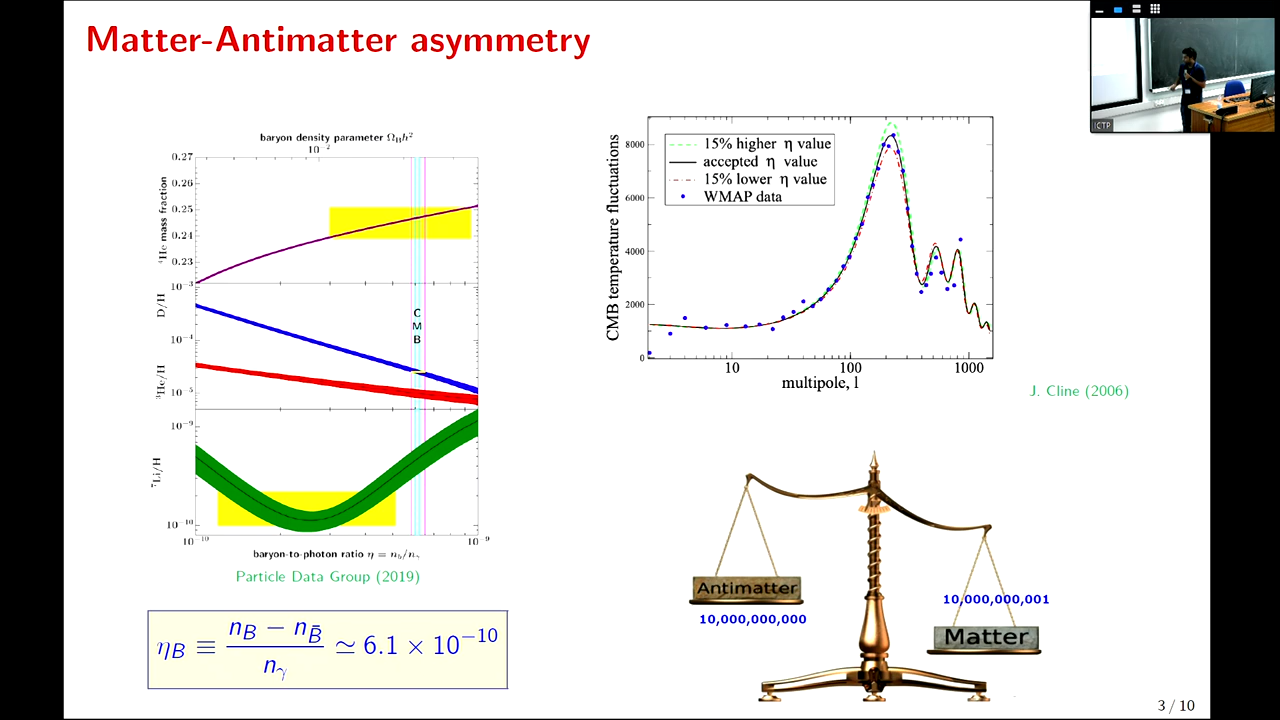 Matter-Antimatter asymmetry
baryon density parameter Ω_B h²
10⁻²
0.27
0.26
0.25
0.24
0.23
⁴He mass fraction
10⁻³
D/H
10⁻⁴
C
M
B
³He/H
10⁻⁵
10⁻⁹
⁷Li/H
10⁻¹⁰
10⁻¹⁰
10⁻⁹
baryon-to-photon ratio η = n_b/n_γ
Particle Data Group (2019)
η_B ≡ (n_B − n_B̄)/n_γ ≃ 6.1 × 10⁻¹⁰
15% higher η value
accepted η value
15% lower η value
WMAP data
8000
6000
4000
2000
0
CMB temperature fluctuations
10
100
1000
multipole, l
J. Cline (2006)
Antimatter
10,000,000,000
10,000,000,001
Matter
ICTP
3 / 10